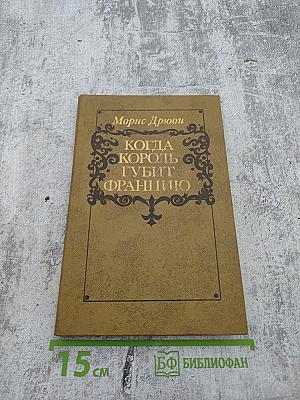 Морис Дрюон
КОГДА
КОРОЛЬ
ГУБИТ
ФРАНЦИЮ
15 см
БФ БИБЛИОФАН